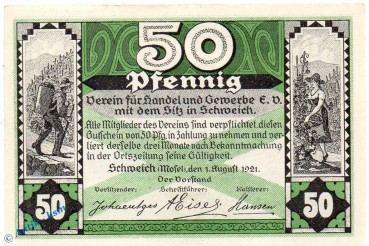 50
Pfennig
Verein für Handel und Gewerbe E. V.
mit dem Sitz in Schweich.
Alle Mitglieder des Vereins sind verpflichtet, diesen
Gutschein von 50 Pfg. in Zahlung zu nehmen und ver-
liert derselbe drei Monate nach Bekanntmachung
in der Ortszeitung seine Gültigkeit.
Schweich (Mosel), den 1. August 1921.
Der Vorstand
Vorsitzender: Schriftführer: Kassierer:
Hansen
50 50